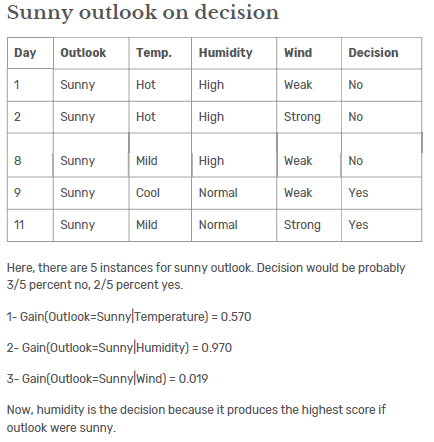 Sunny outlook on decision
Day Outlook Temp. Humidity Wind Decision
1 Sunny Hot High Weak No
2 Sunny Hot High Strong No
8 Sunny Mild High Weak No
9 Sunny Cool Normal Weak Yes
11 Sunny Mild Normal Strong Yes
Here, there are 5 instances for sunny outlook. Decision would be probably
3/5 percent no, 2/5 percent yes.
1- Gain(Outlook=Sunny|Temperature) = 0.570
2- Gain(Outlook=Sunny|Humidity) = 0.970
3- Gain(Outlook=Sunny|Wind) = 0.019
Now, humidity is the decision because it produces the highest score if
outlook were sunny.